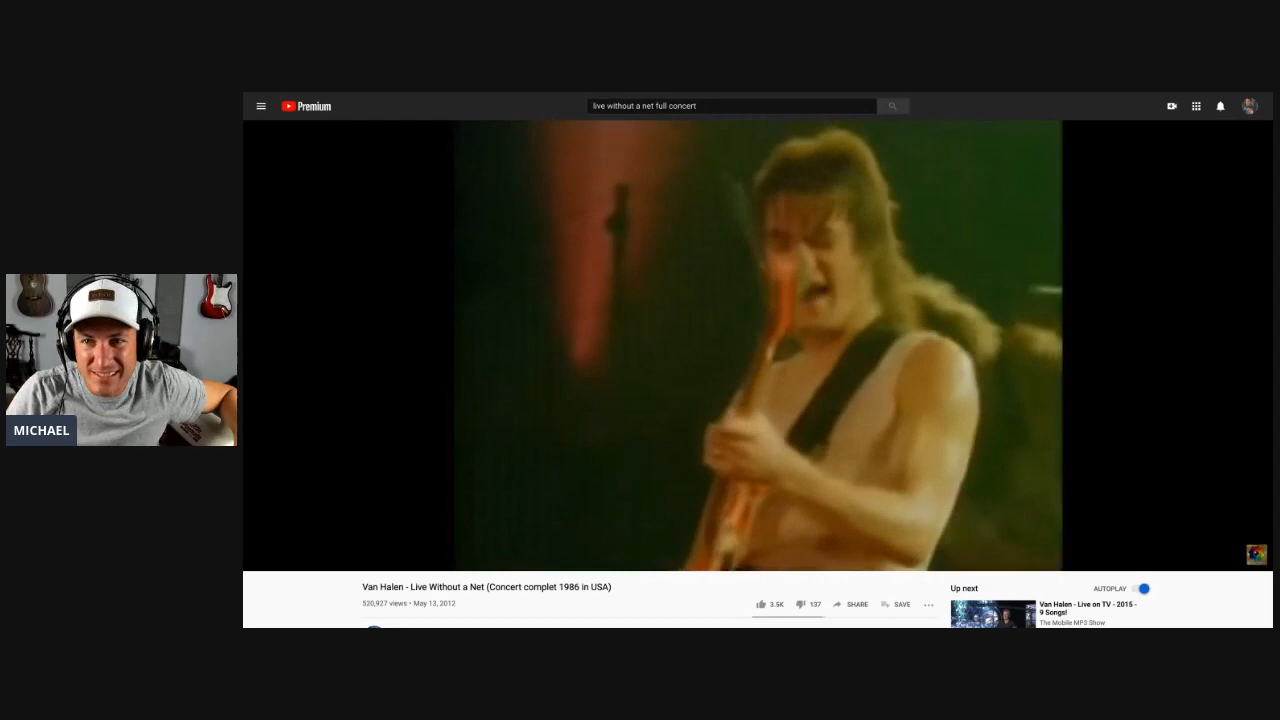 Premium
live without a net full concert
MICHAEL
Van Halen - Live Without a Net (Concert complet 1986 in USA)
520,927 views • May 13, 2012
3.5K
137
SHARE
SAVE
Up next
AUTOPLAY
Van Halen - Live on TV - 2015 -
9 Songs!
The Mobile MP3 Show